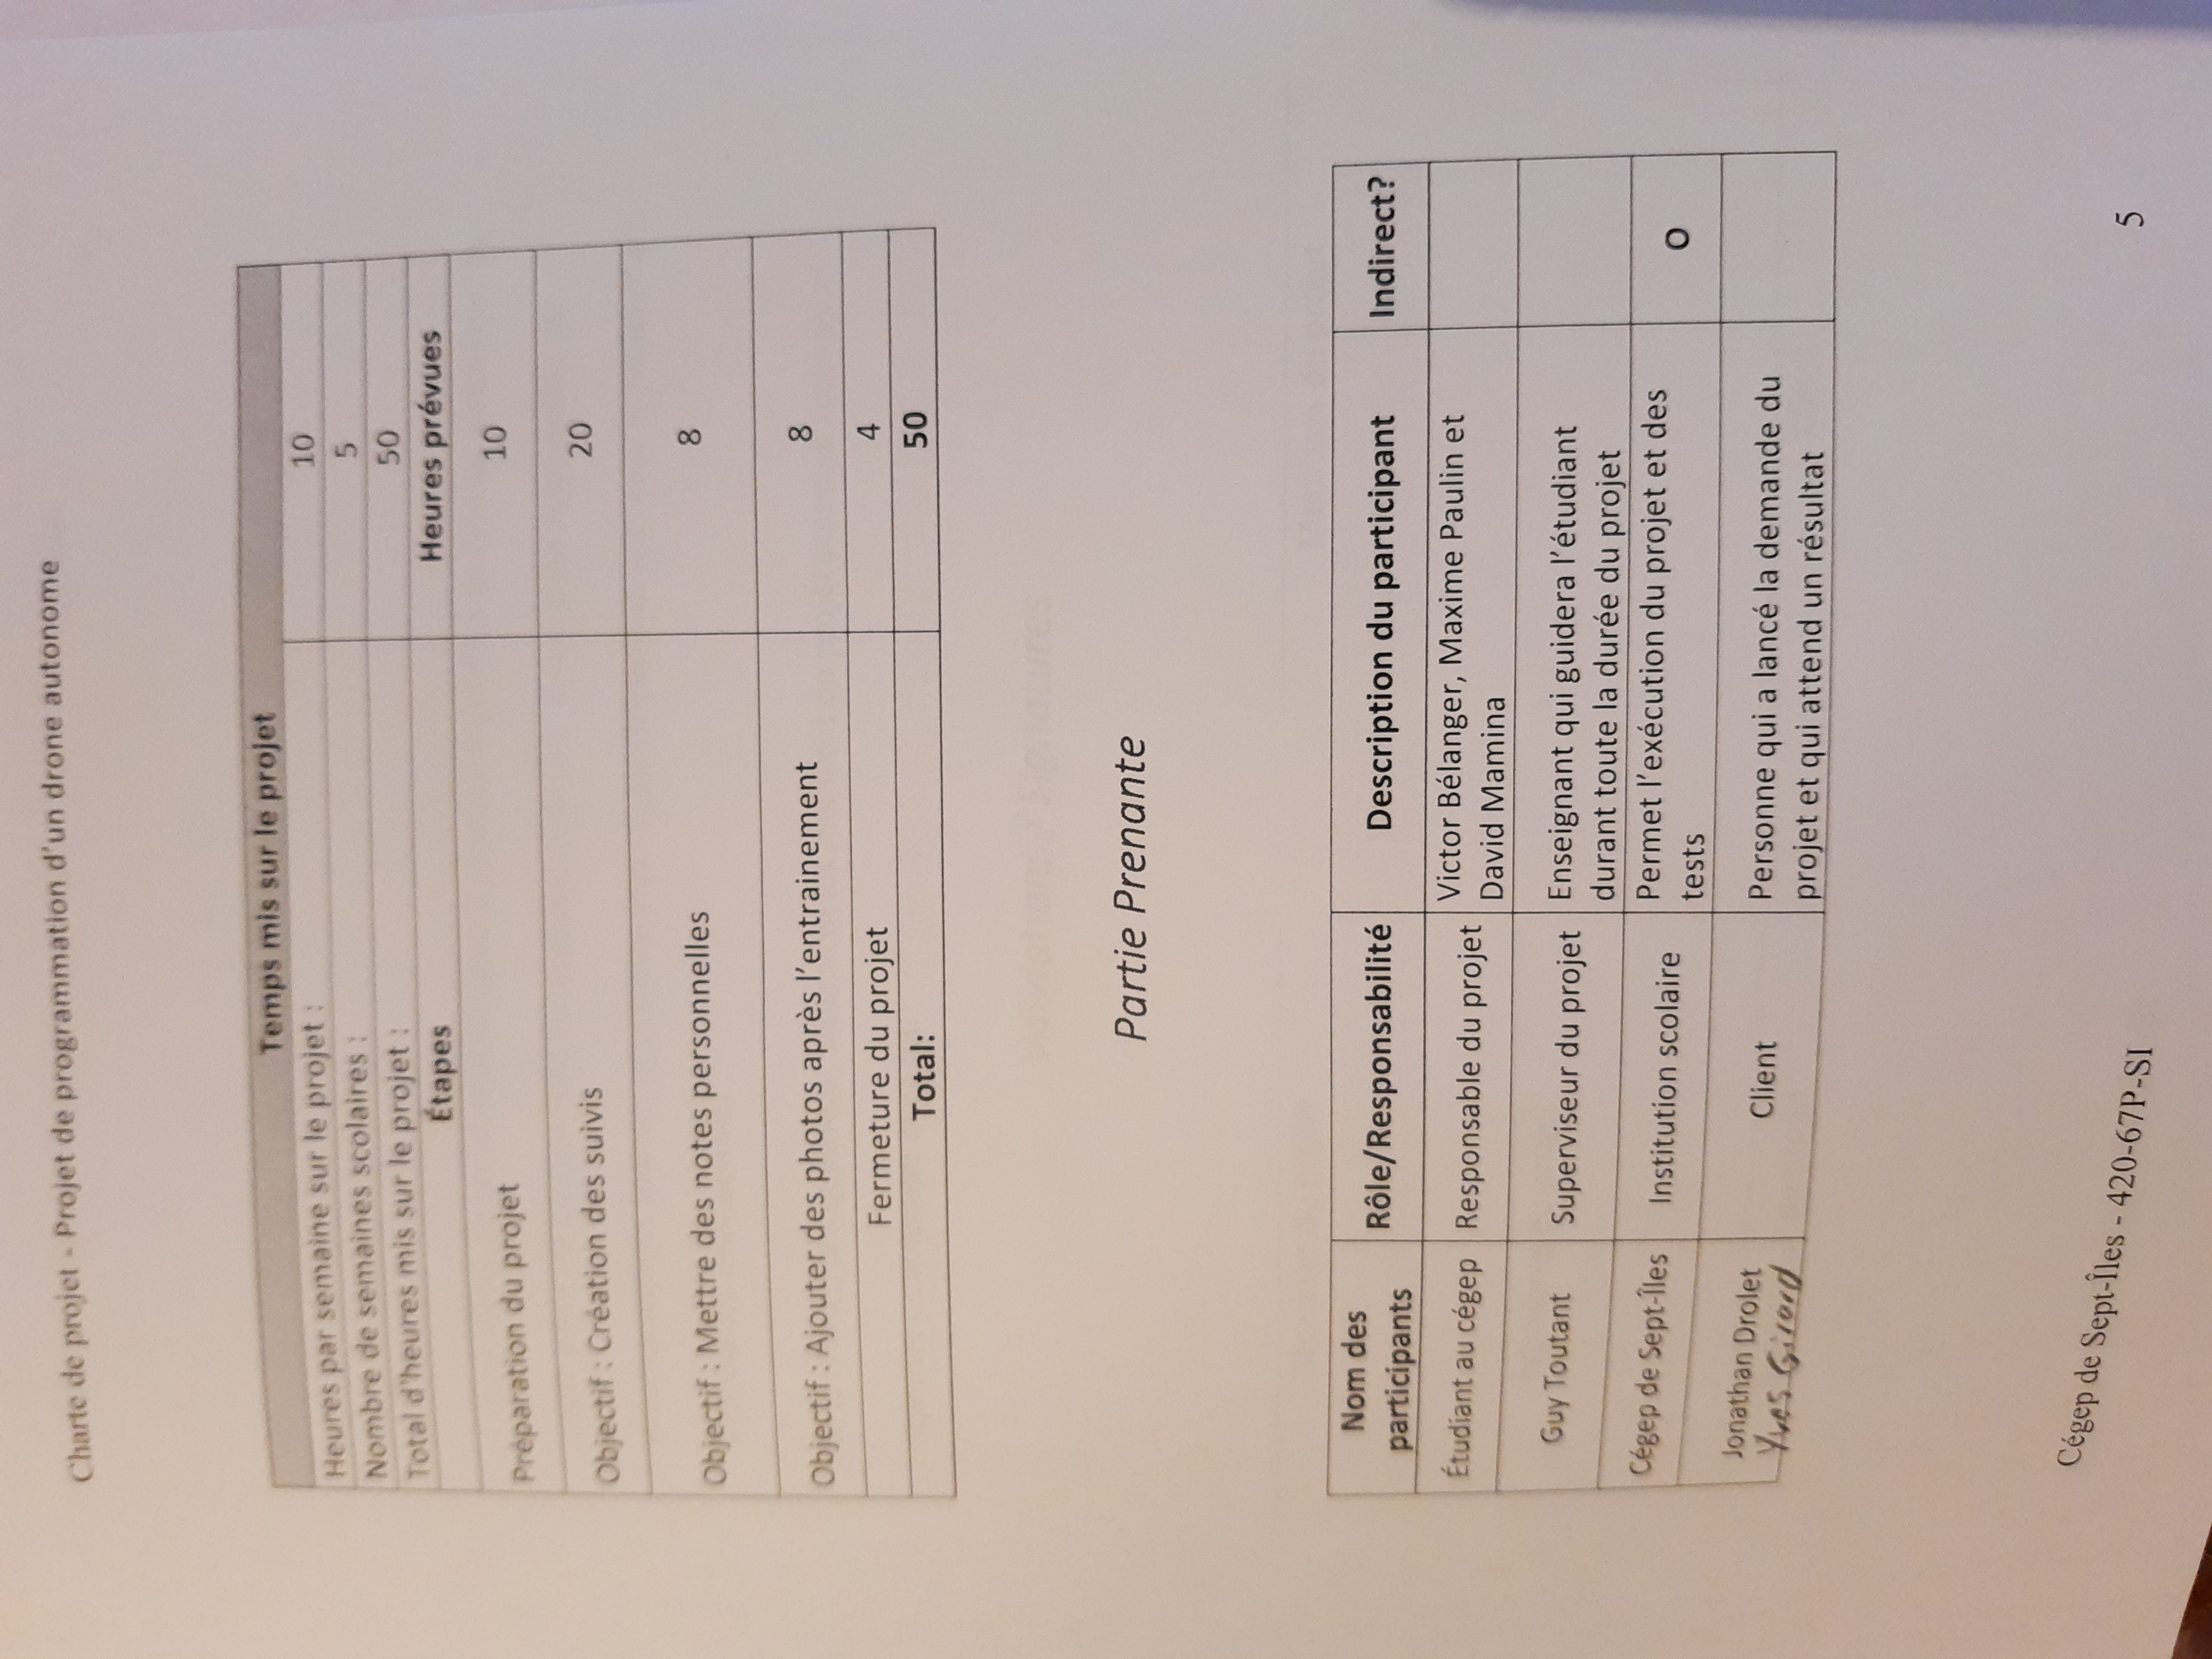 Charte de projet - Projet de programmation d'un drone autonome
Temps mis sur le projet
Heures par semaine sur le projet : 10
Nombre de semaines scolaires : 5
Total d'heures mis sur le projet : 50
Étapes Heures prévues
Préparation du projet 10
Objectif : Création des suivis 20
Objectif : Mettre des notes personnelles 8
Objectif : Ajouter des photos après l'entrainement 8
Fermeture du projet 4
Total: 50
Validations / Signatures
Partie Prenante
Nom des
participants
Rôle/Responsabilité
Description du participant
Indirect?
Étudiant au cégep
Responsable du projet
Victor Bélanger, Maxime Paulin et
David Mamina
Guy Toutant
Superviseur du projet
Enseignant qui guidera l'étudiant
durant toute la durée du projet
Cégep de Sept-Îles
Institution scolaire
Permet l'exécution du projet et des
tests
O
Jonathan Drolet
Yves Girard
Client
Personne qui a lancé la demande du
projet et qui attend un résultat
Cégep de Sept-Îles - 420-67P-SI
5